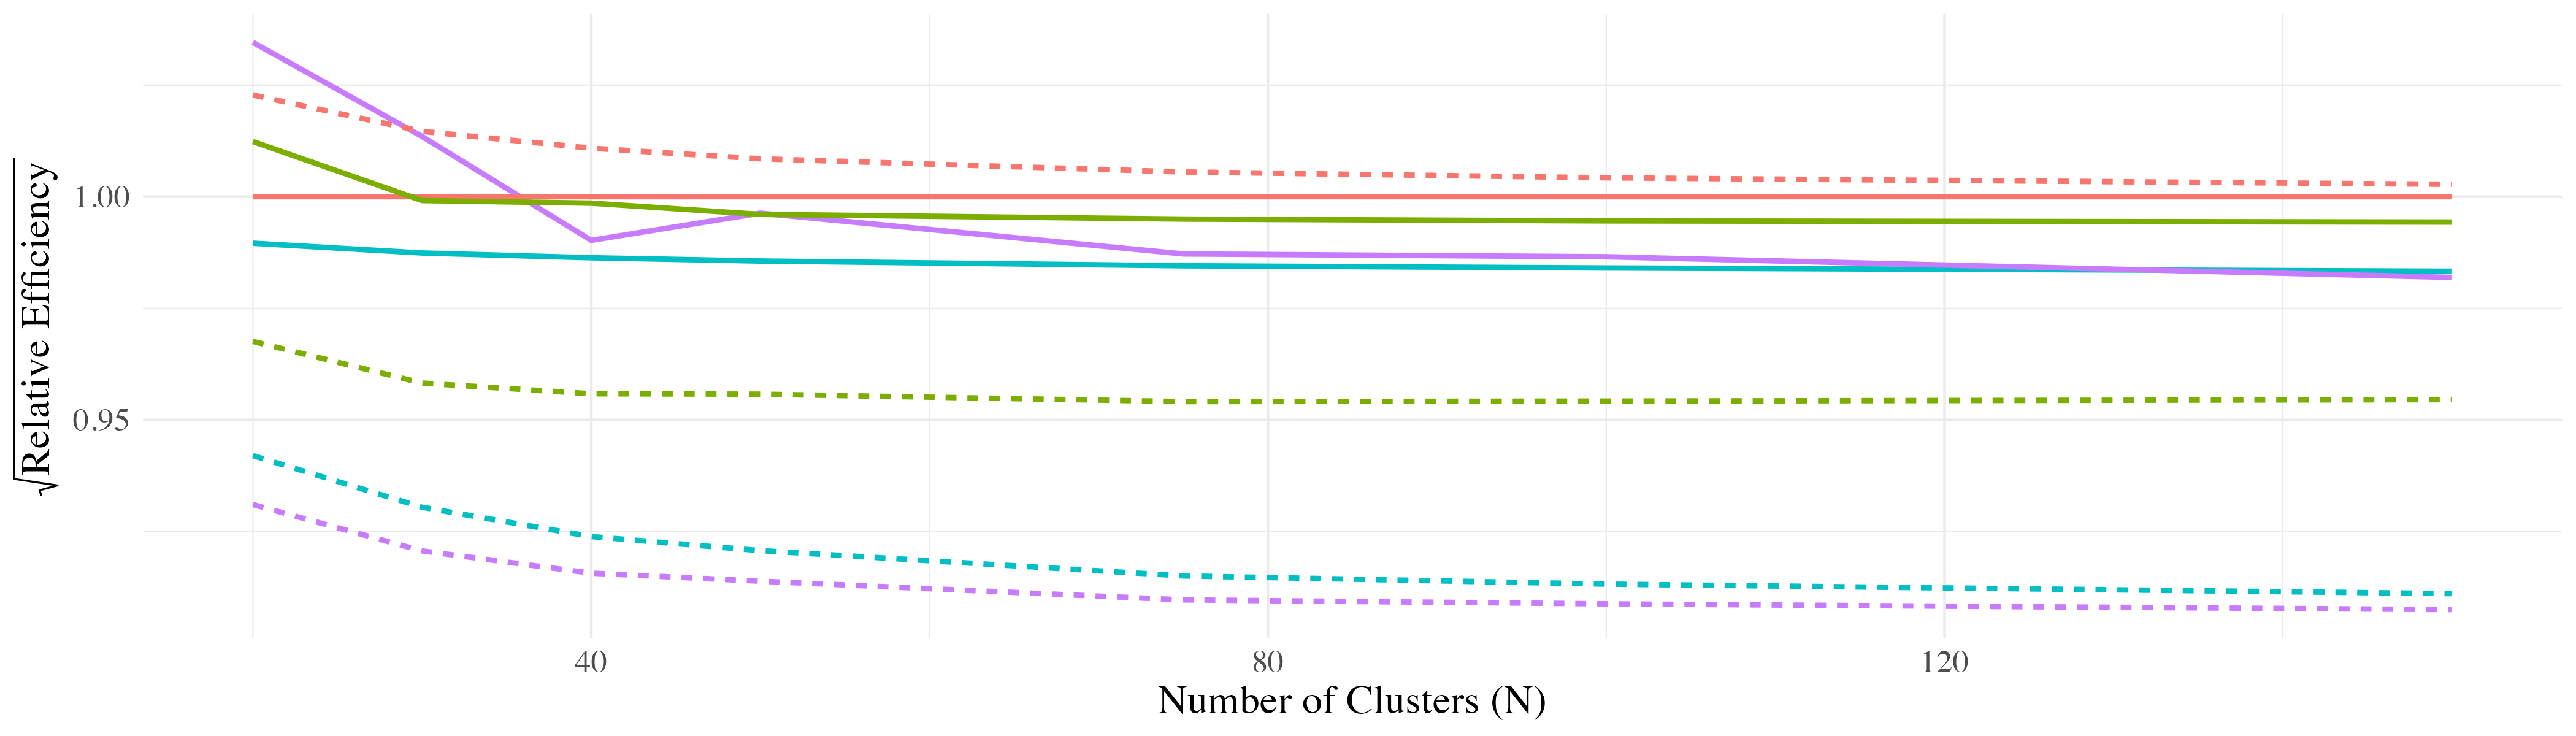 √Relative Efficiency
1.00
0.95
40
80
120
Number of Clusters (N)